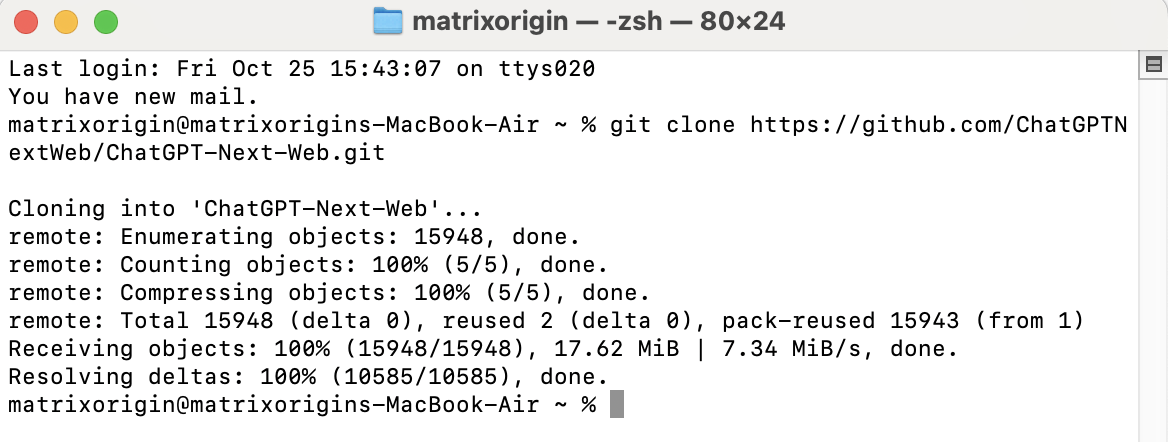 matrixorigin — -zsh — 80×24
Last login: Fri Oct 25 15:43:07 on ttys020
You have new mail.
matrixorigin@matrixorigins-MacBook-Air ~ % git clone https://github.com/ChatGPTN
extWeb/ChatGPT-Next-Web.git
Cloning into 'ChatGPT-Next-Web'...
remote: Enumerating objects: 15948, done.
remote: Counting objects: 100% (5/5), done.
remote: Compressing objects: 100% (5/5), done.
remote: Total 15948 (delta 0), reused 2 (delta 0), pack-reused 15943 (from 1)
Receiving objects: 100% (15948/15948), 17.62 MiB | 7.34 MiB/s, done.
Resolving deltas: 100% (10585/10585), done.
matrixorigin@matrixorigins-MacBook-Air ~ %